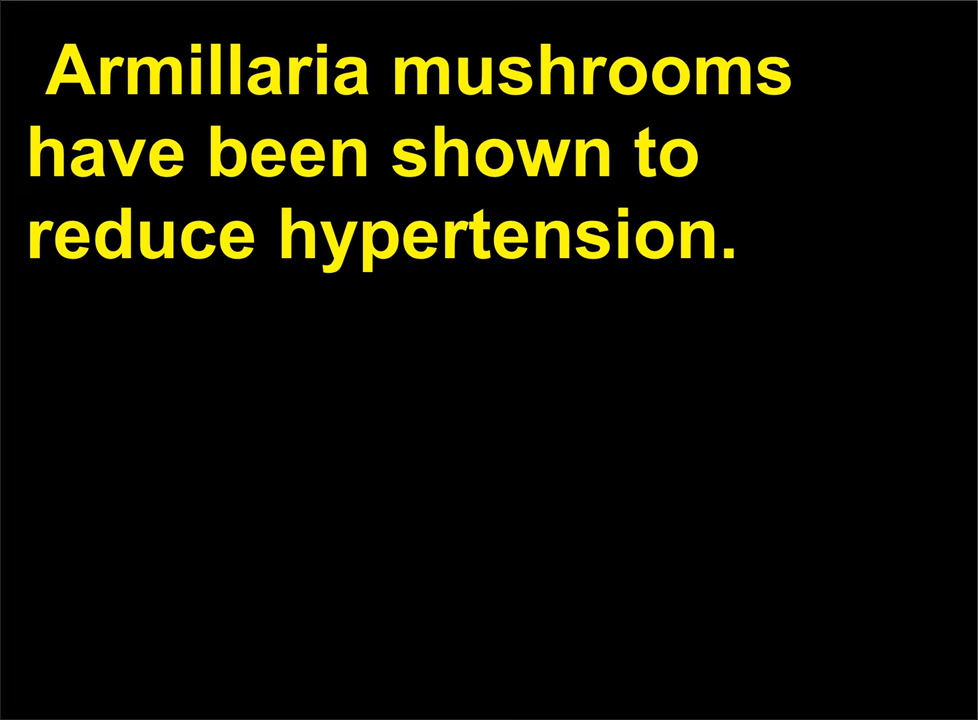 Armillaria mushrooms
have been shown to
reduce hypertension.